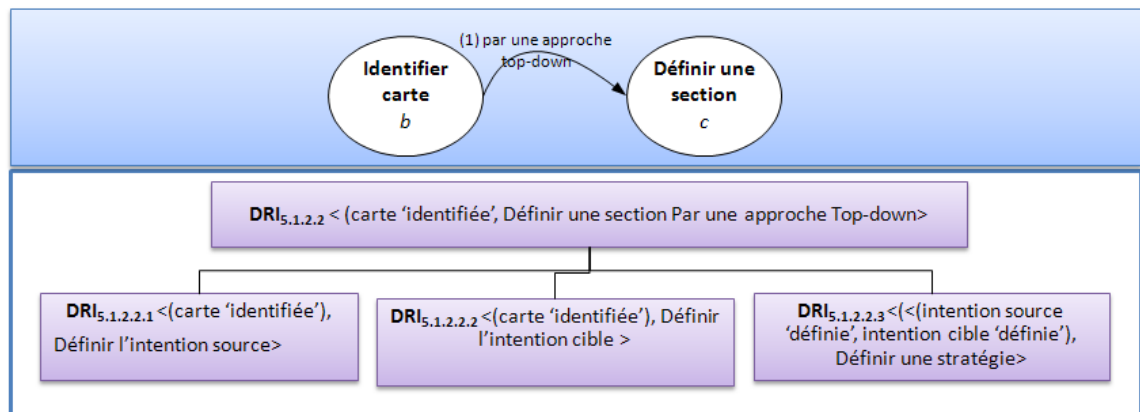 (1) par une approche
top-down
Identifier
carte
b
Définir une
section
c
DRI5.1.2.2 < (carte ‘identifiée’, Définir une section Par une approche Top-down>
DRI5.1.2.2.1 <(carte ‘identifiée’),
Définir l’intention source>
DRI5.1.2.2.2 <(carte ‘identifiée’), Définir
l’intention cible >
DRI5.1.2.2.3 <(<(intention source
‘définie’, intention cible ‘définie’),
Définir une stratégie>